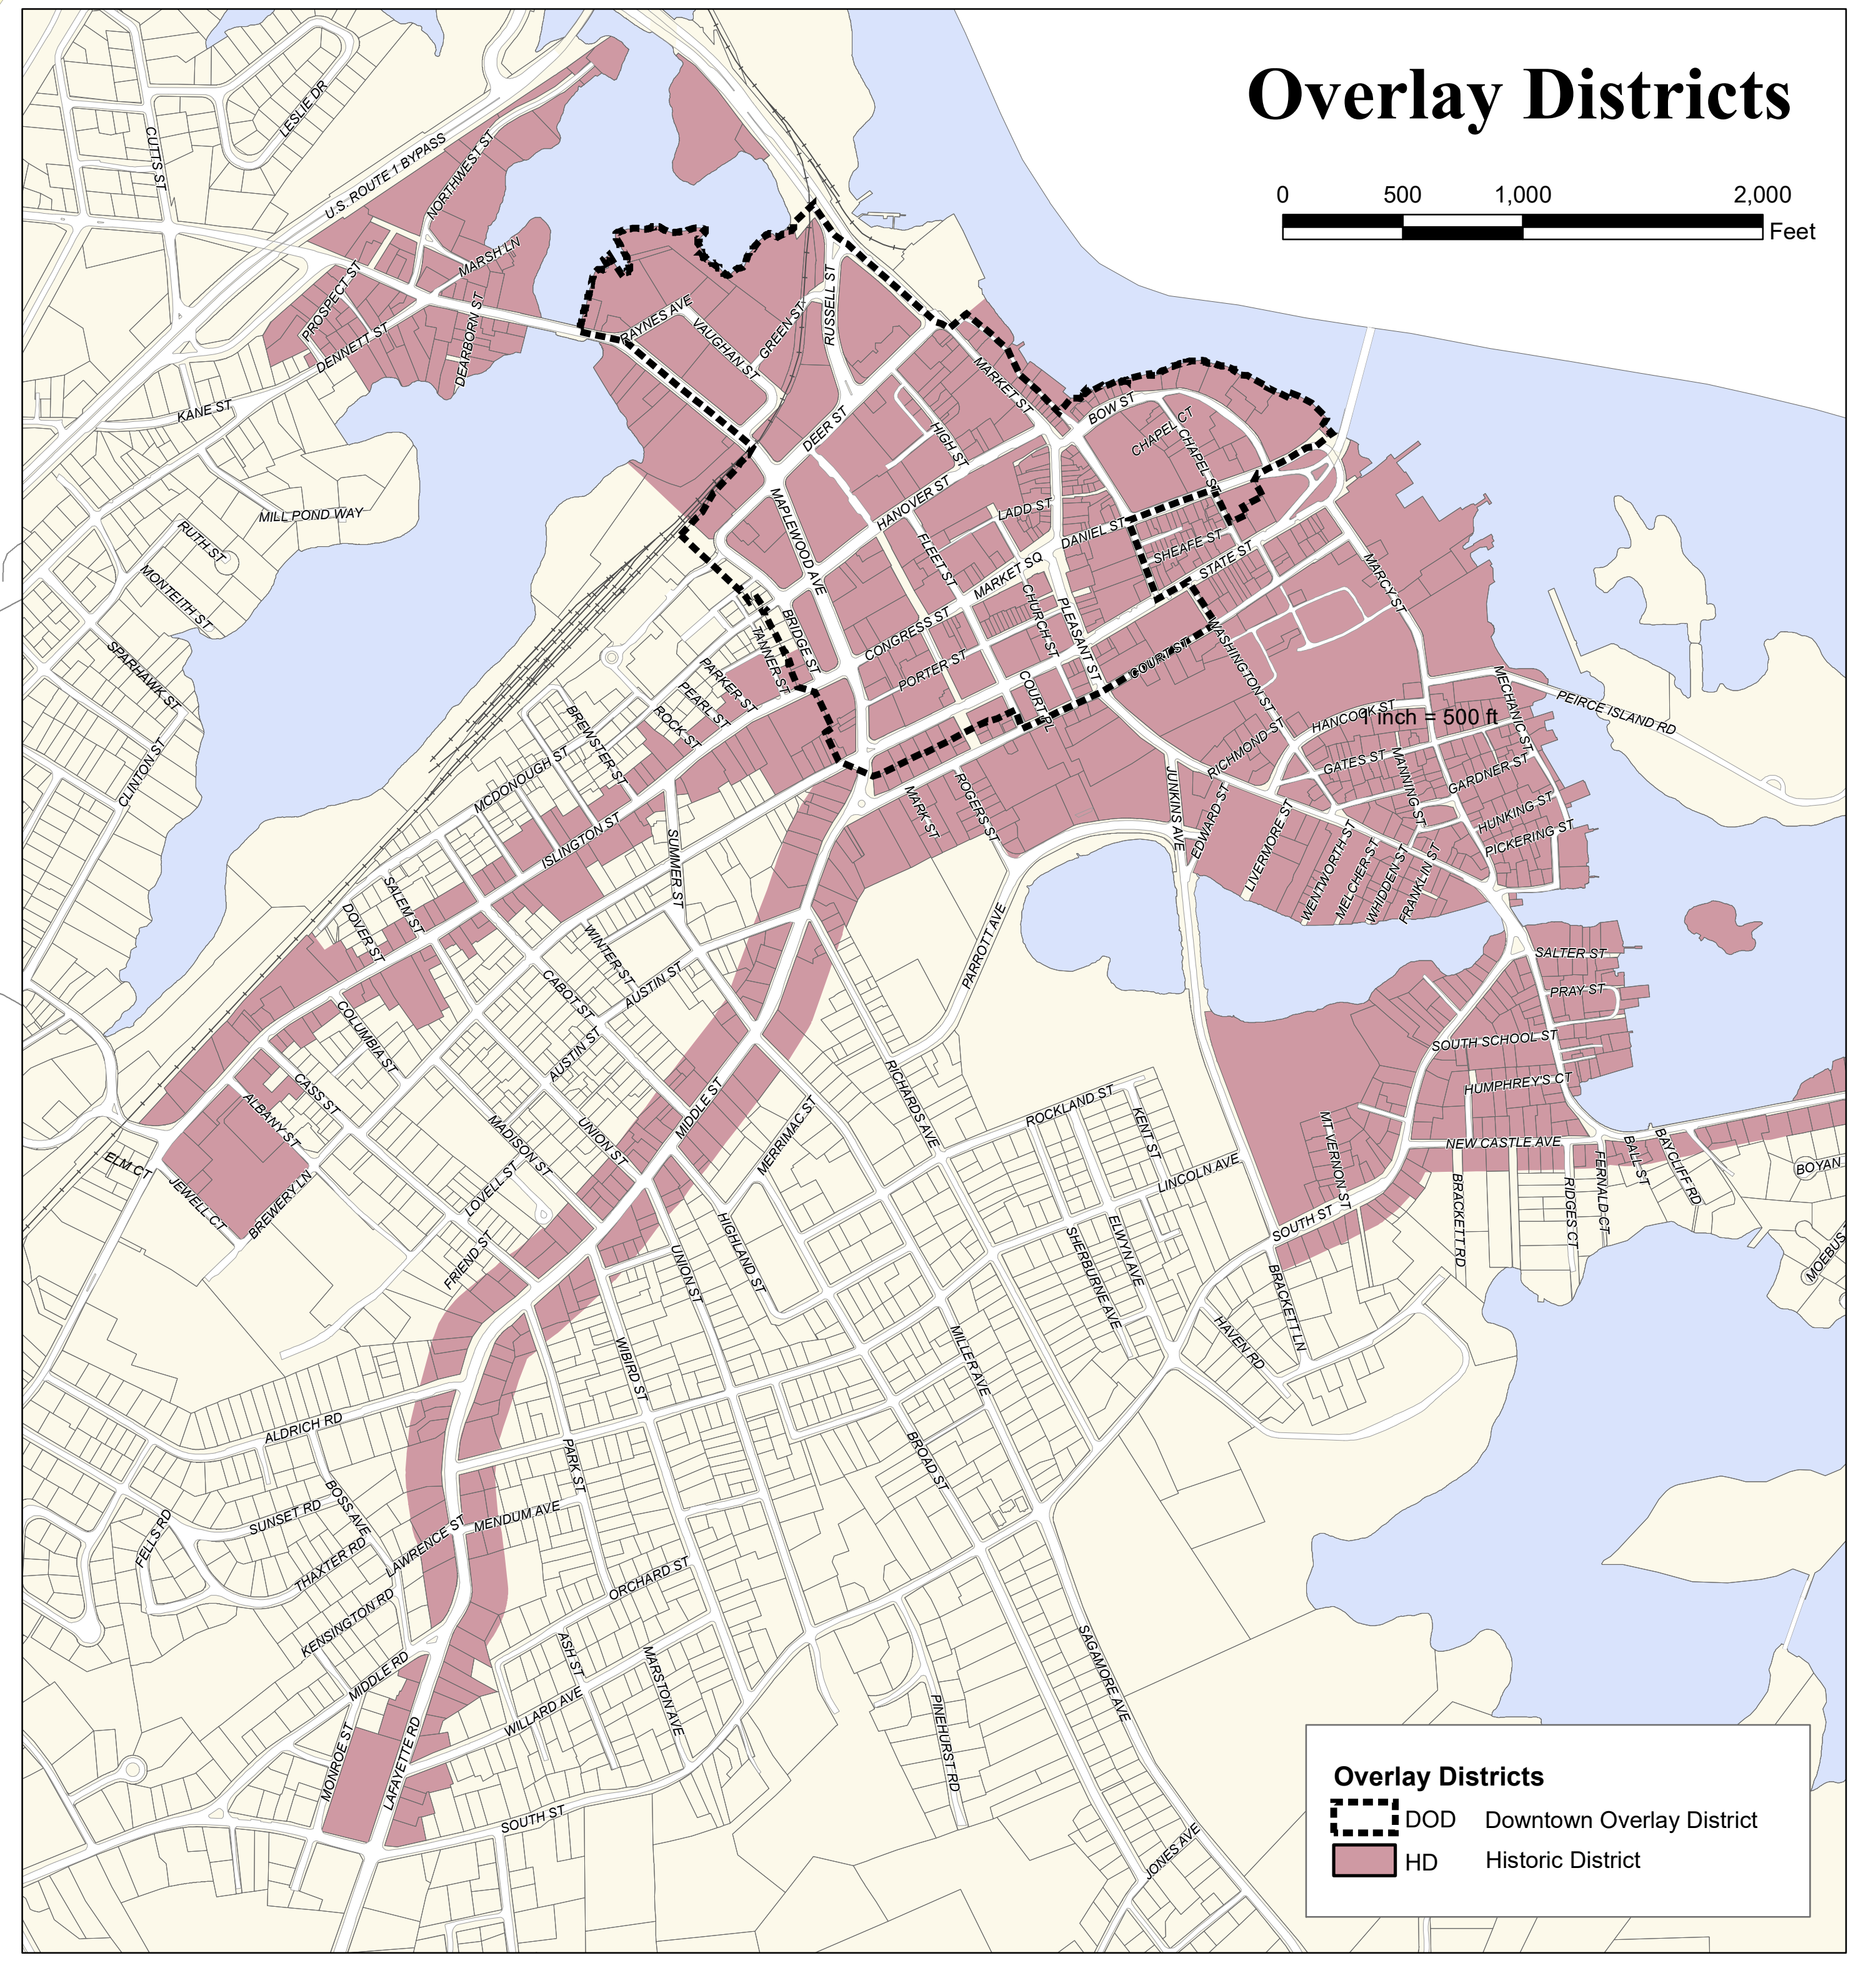 Overlay Districts
0 500 1,000 2,000
Feet
LESLIE DR
CUTTS ST
U.S. ROUTE 1 BYPASS
NORTHWEST ST
MARSH LN
PROSPECT ST
DENNETT ST
DEARBORN ST
KANE ST
RAYNES AVE
VAUGHAN ST
GREEN ST
RUSSELL ST
MARKET ST
DEER ST
HIGH ST
BOW ST
CHAPEL CT
CHAPEL ST
MILL POND WAY
RUTH ST
MONTEITH ST
SPARHAWK ST
CLINTON ST
MAPLEWOOD AVE
HANOVER ST
LADD ST
DANIEL ST
SHEAFE ST
STATE ST
FLEET ST
MARKET SQ
MARCY ST
CHURCH ST
PLEASANT ST
BRIDGE ST
TANNER ST
CONGRESS ST
PORTER ST
COURT ST
COURT PL
WASHINGTON ST
PARKER ST
PEARL ST
ROCK ST
BREWSTER ST
MCDONOUGH ST
ISLINGTON ST
SUMMER ST
MECHANIC ST
PEIRCE ISLAND RD
HANCOCK ST
1 inch = 500 ft
RICHMOND ST
GATES ST
MANNING ST
GARDNER ST
HUNKING ST
PICKERING ST
MARK ST
ROGERS ST
JUNKINS AVE
EDWARD ST
LIVERMORE ST
WENTWORTH ST
MELCHER ST
WHIDDEN ST
FRANKLIN ST
SALEM ST
DOVER ST
WINTER ST
AUSTIN ST
CABOT ST
PARROTT AVE
SALTER ST
PRAY ST
SOUTH SCHOOL ST
HUMPHREY'S CT
COLUMBIA ST
AUSTIN ST
CASS ST
ALBANY ST
MADISON ST
UNION ST
MIDDLE ST
MERRIMAC ST
RICHARDS AVE
ROCKLAND ST
KENT ST
LINCOLN AVE
MT VERNON ST
NEW CASTLE AVE
BALL ST
BAYCLIFF RD
BOYAN
FERNALD CT
RIDGES CT
BRACKETT RD
MOEBUS
ELM CT
JEWELL CT
BREWERY LN
LOVELL ST
FRIEND ST
HIGHLAND ST
UNION ST
SHERBURNE AVE
ELWYN AVE
SOUTH ST
BRACKETT LN
HAVEN RD
WIBIRD ST
MILLER AVE
ALDRICH RD
PARK ST
BROAD ST
BOSS AVE
SUNSET RD
FELLS RD
THAXTER RD
LAWRENCE ST
MENDUM AVE
KENSINGTON RD
ORCHARD ST
MIDDLE RD
ASH ST
MARSTON AVE
WILLARD AVE
MONROE ST
LAFAYETTE RD
SOUTH ST
PINEHURST RD
SAGAMORE AVE
JONES AVE
Overlay Districts
DOD Downtown Overlay District
HD Historic District